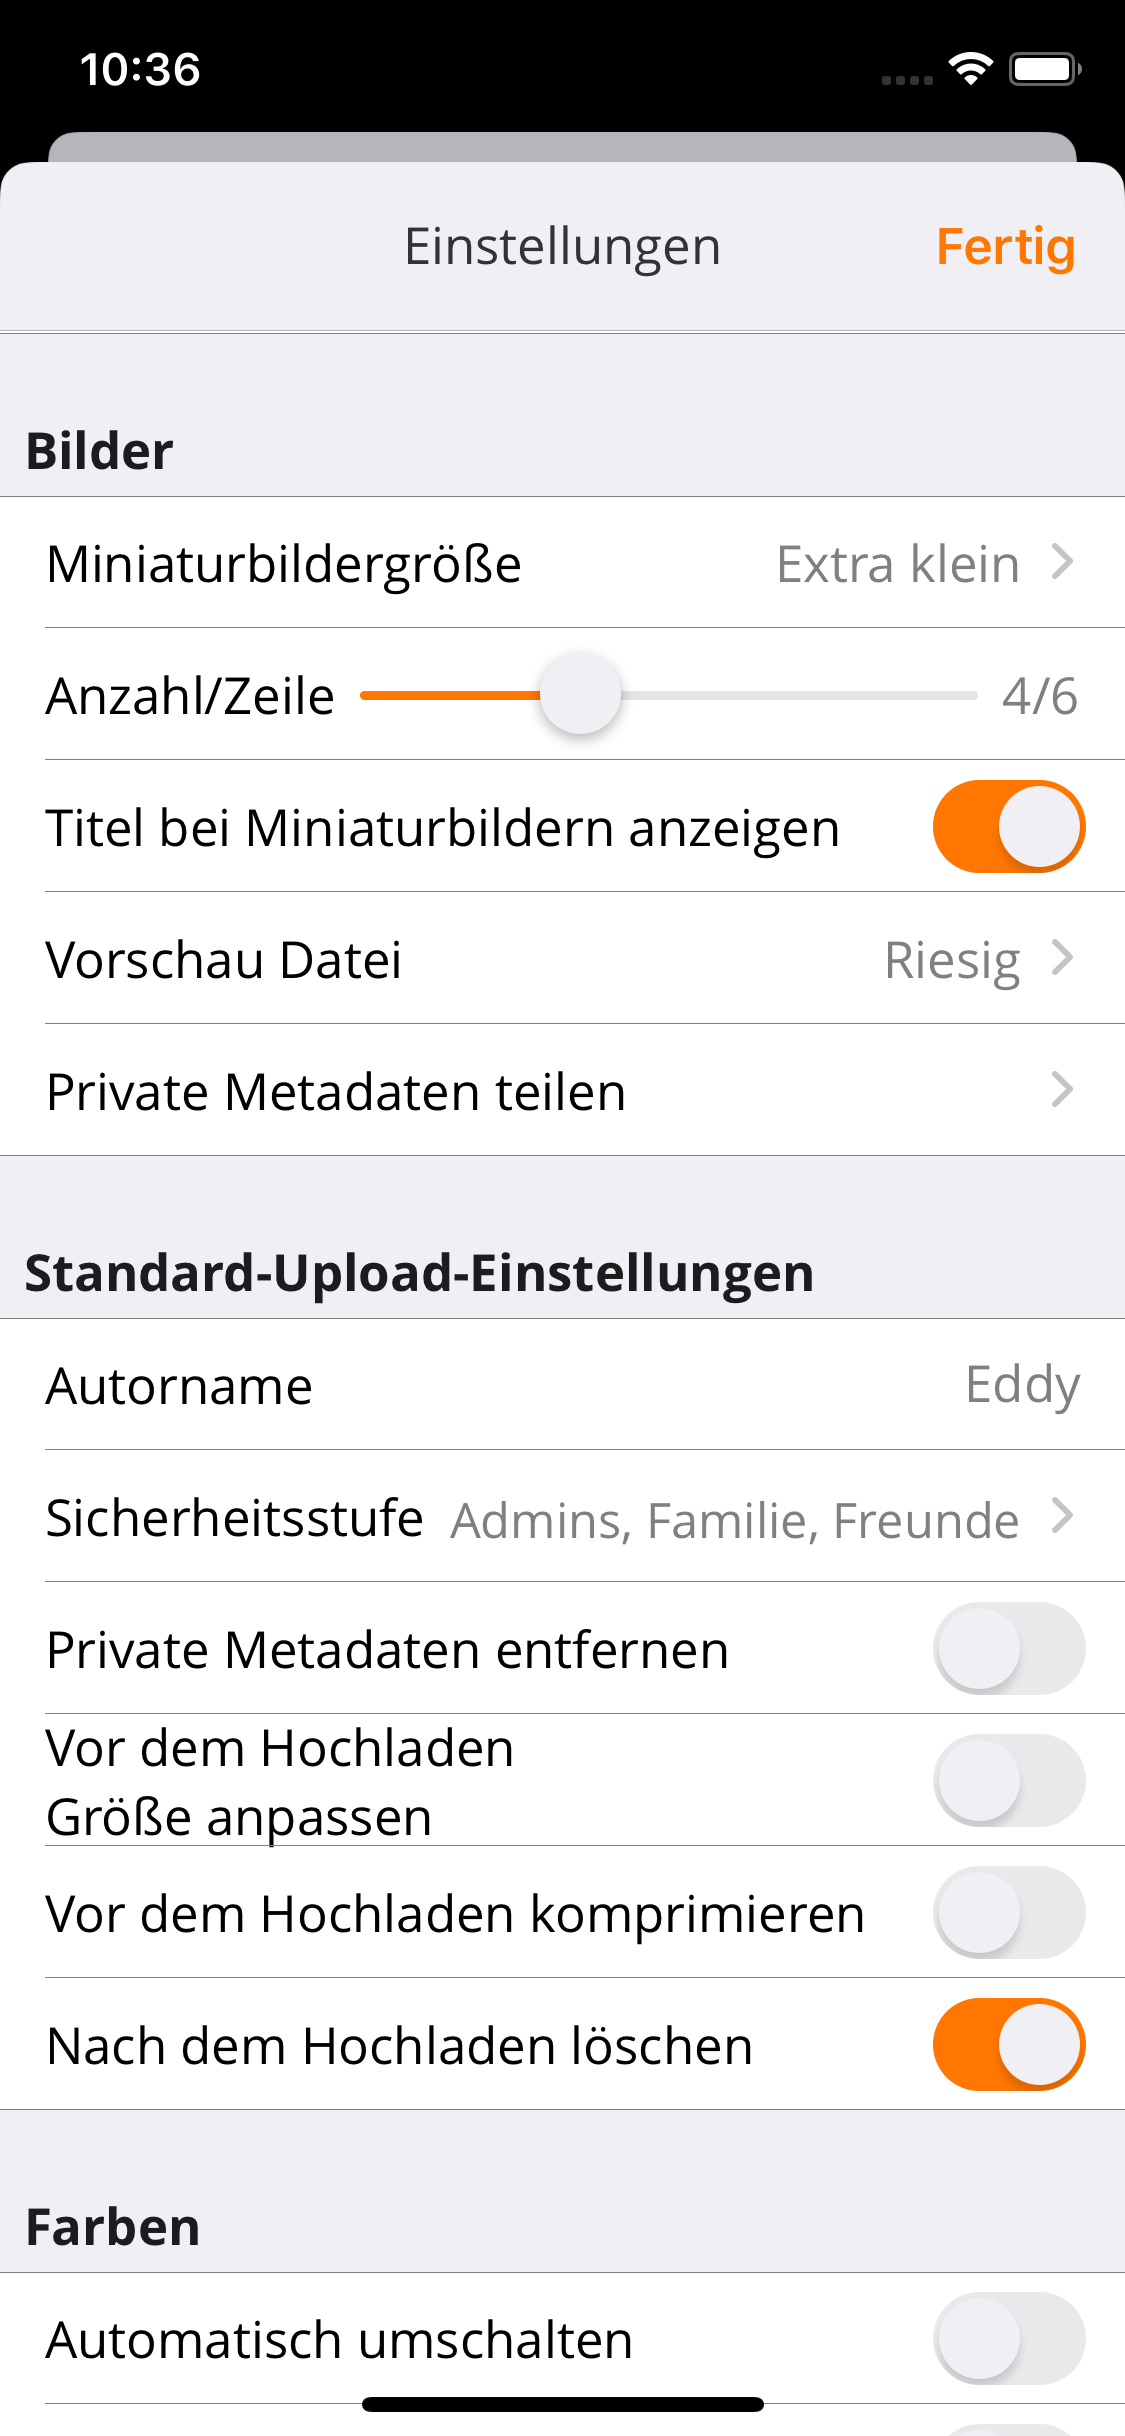 10:36
Einstellungen
Fertig
Bilder
Miniaturbildergröße
Extra klein
Anzahl/Zeile
4/6
Titel bei Miniaturbildern anzeigen
Vorschau Datei
Riesig
Private Metadaten teilen
Standard-Upload-Einstellungen
Autorname
Eddy
Sicherheitsstufe
Admins, Familie, Freunde
Private Metadaten entfernen
Vor dem Hochladen
Größe anpassen
Vor dem Hochladen komprimieren
Nach dem Hochladen löschen
Farben
Automatisch umschalten